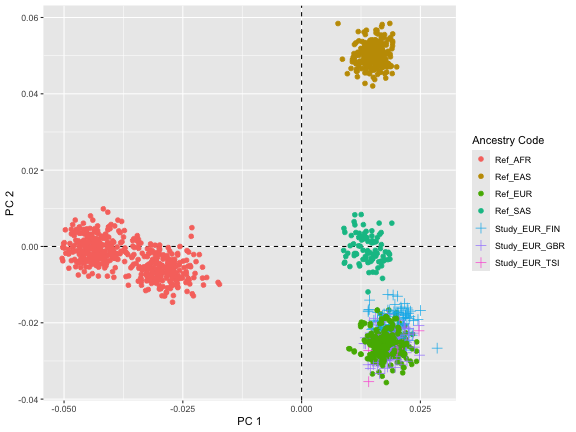 0.06
0.04
0.02
0.00
-0.02
-0.04
PC 2
-0.050
-0.025
0.000
0.025
PC 1
Ancestry Code
Ref_AFR
Ref_EAS
Ref_EUR
Ref_SAS
Study_EUR_FIN
Study_EUR_GBR
Study_EUR_TSI